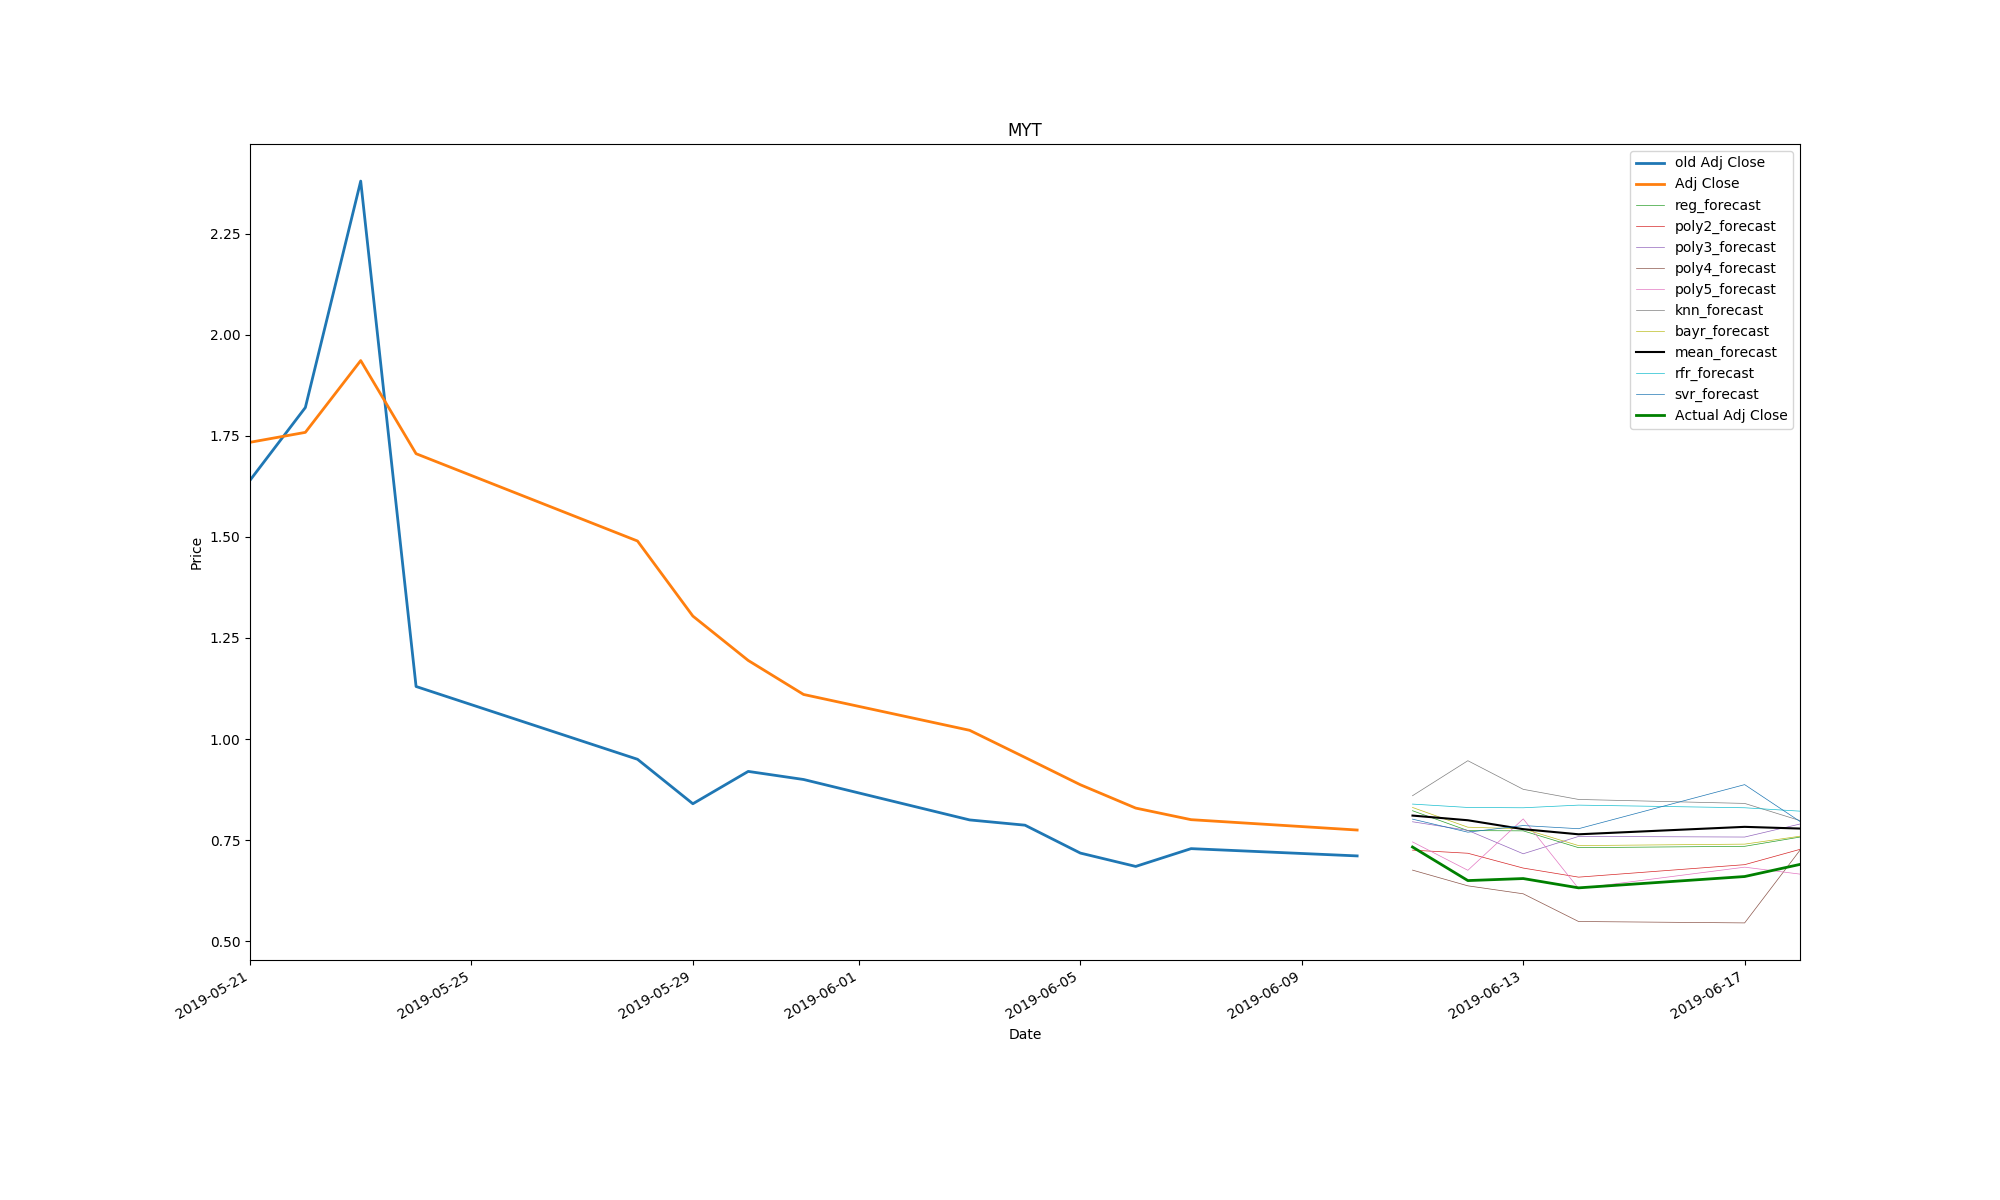 MYT
old Adj Close
Adj Close
reg_forecast
poly2_forecast
poly3_forecast
poly4_forecast
poly5_forecast
knn_forecast
bayr_forecast
mean_forecast
rfr_forecast
svr_forecast
Actual Adj Close
2.25
2.00
1.75
1.50
1.25
1.00
0.75
0.50
Price
2019-05-21
2019-05-25
2019-05-29
2019-06-01
2019-06-05
2019-06-09
2019-06-13
2019-06-17
Date